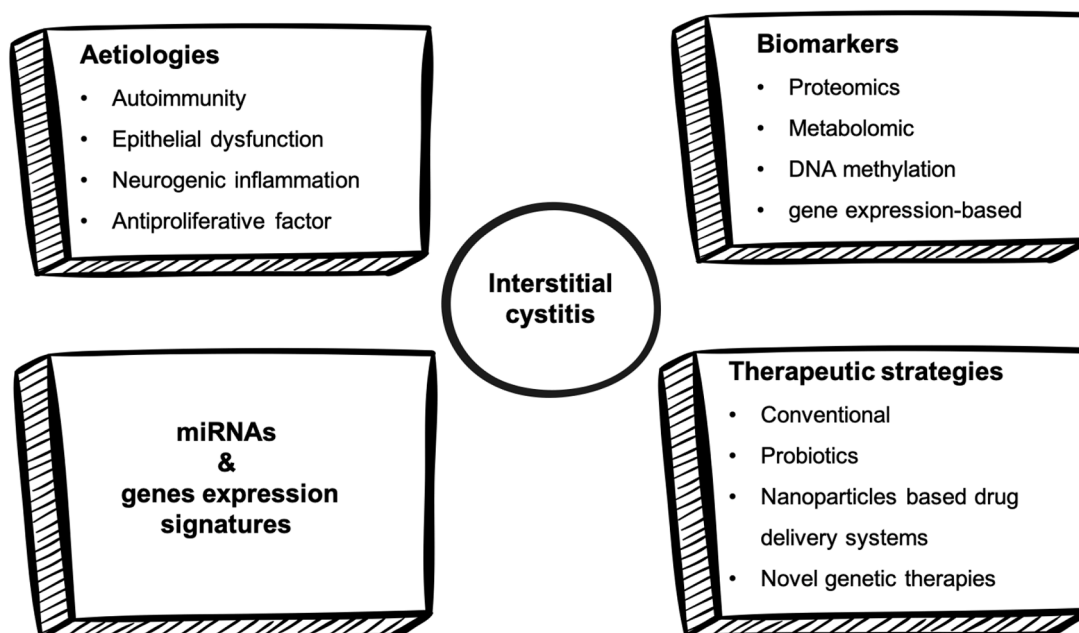 Aetiologies
• Autoimmunity
• Epithelial dysfunction
• Neurogenic inflammation
• Antiproliferative factor
Biomarkers
• Proteomics
• Metabolomic
• DNA methylation
• gene expression-based
Interstitial
cystitis
miRNAs
&
genes expression
signatures
Therapeutic strategies
• Conventional
• Probiotics
• Nanoparticles based drug
delivery systems
• Novel genetic therapies